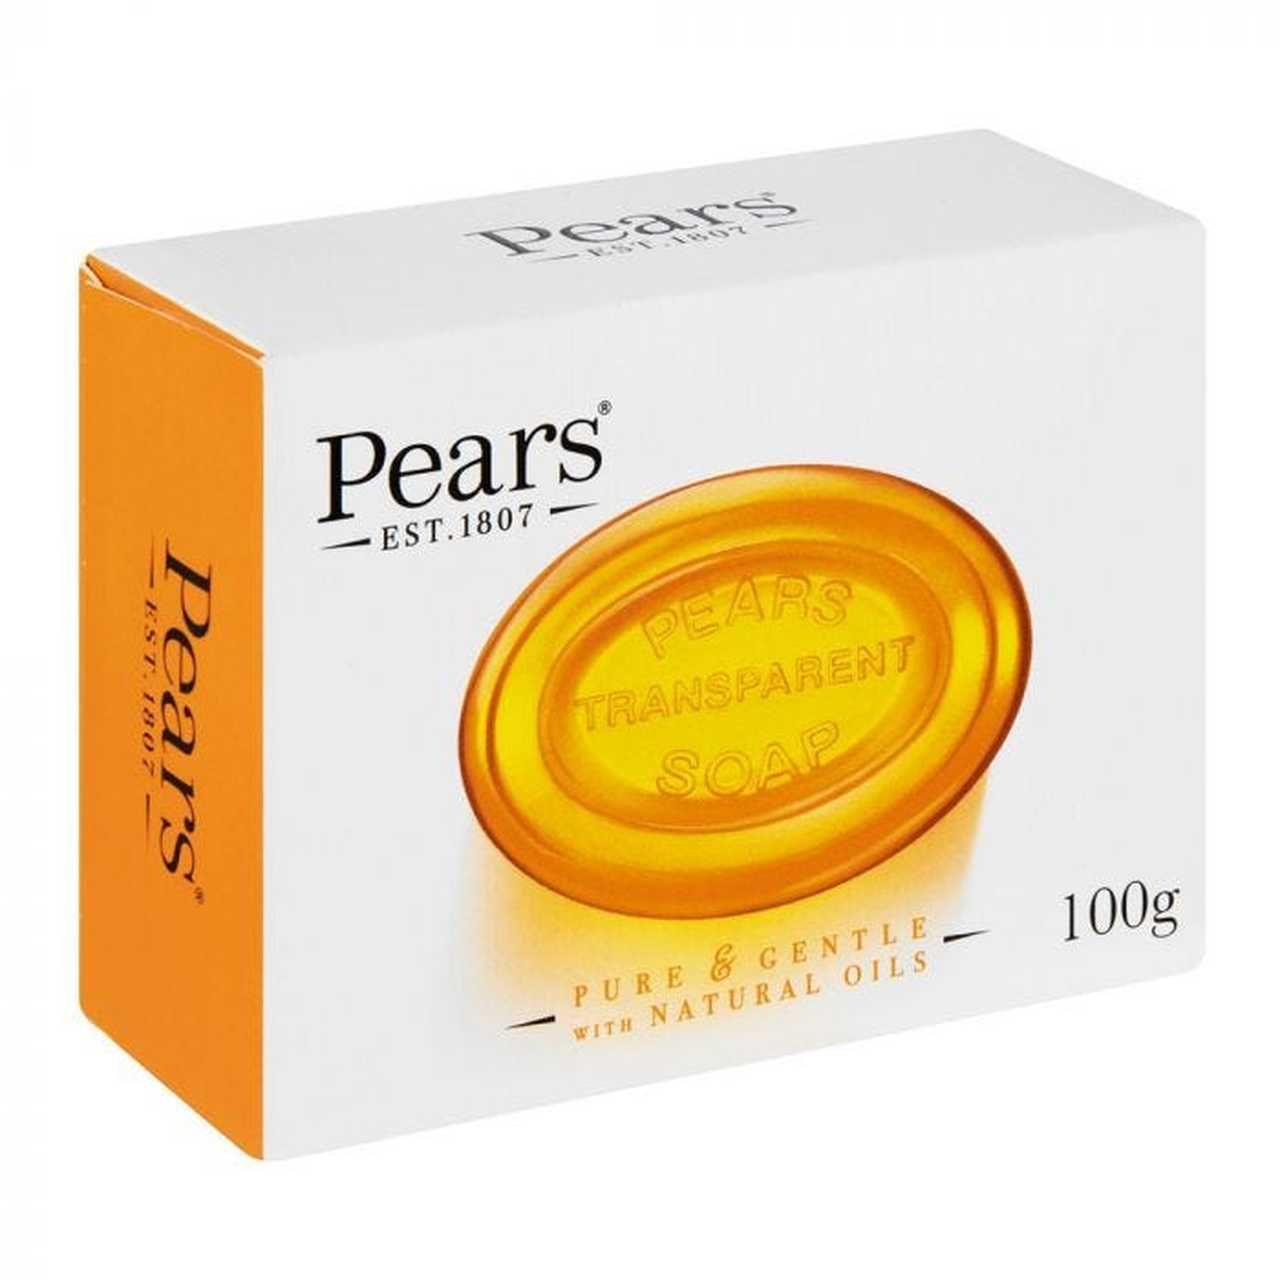 Pears®
EST.1807
Pears®
EST.1807
Pears®
EST.1807
PEARS
TRANSPARENT
SOAP
PURE & GENTLE
WITH NATURAL OILS
100g